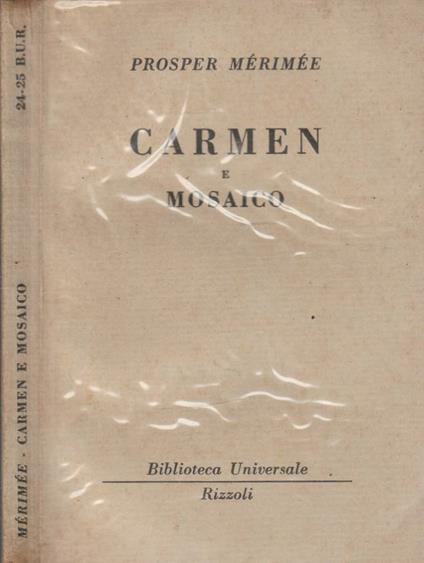 PROSPER MÉRIMÉE
CARMEN
E
MOSAICO
Biblioteca Universale
Rizzoli
MÉRIMÉE - CARMEN E MOSAICO 24-25 B.U.R.